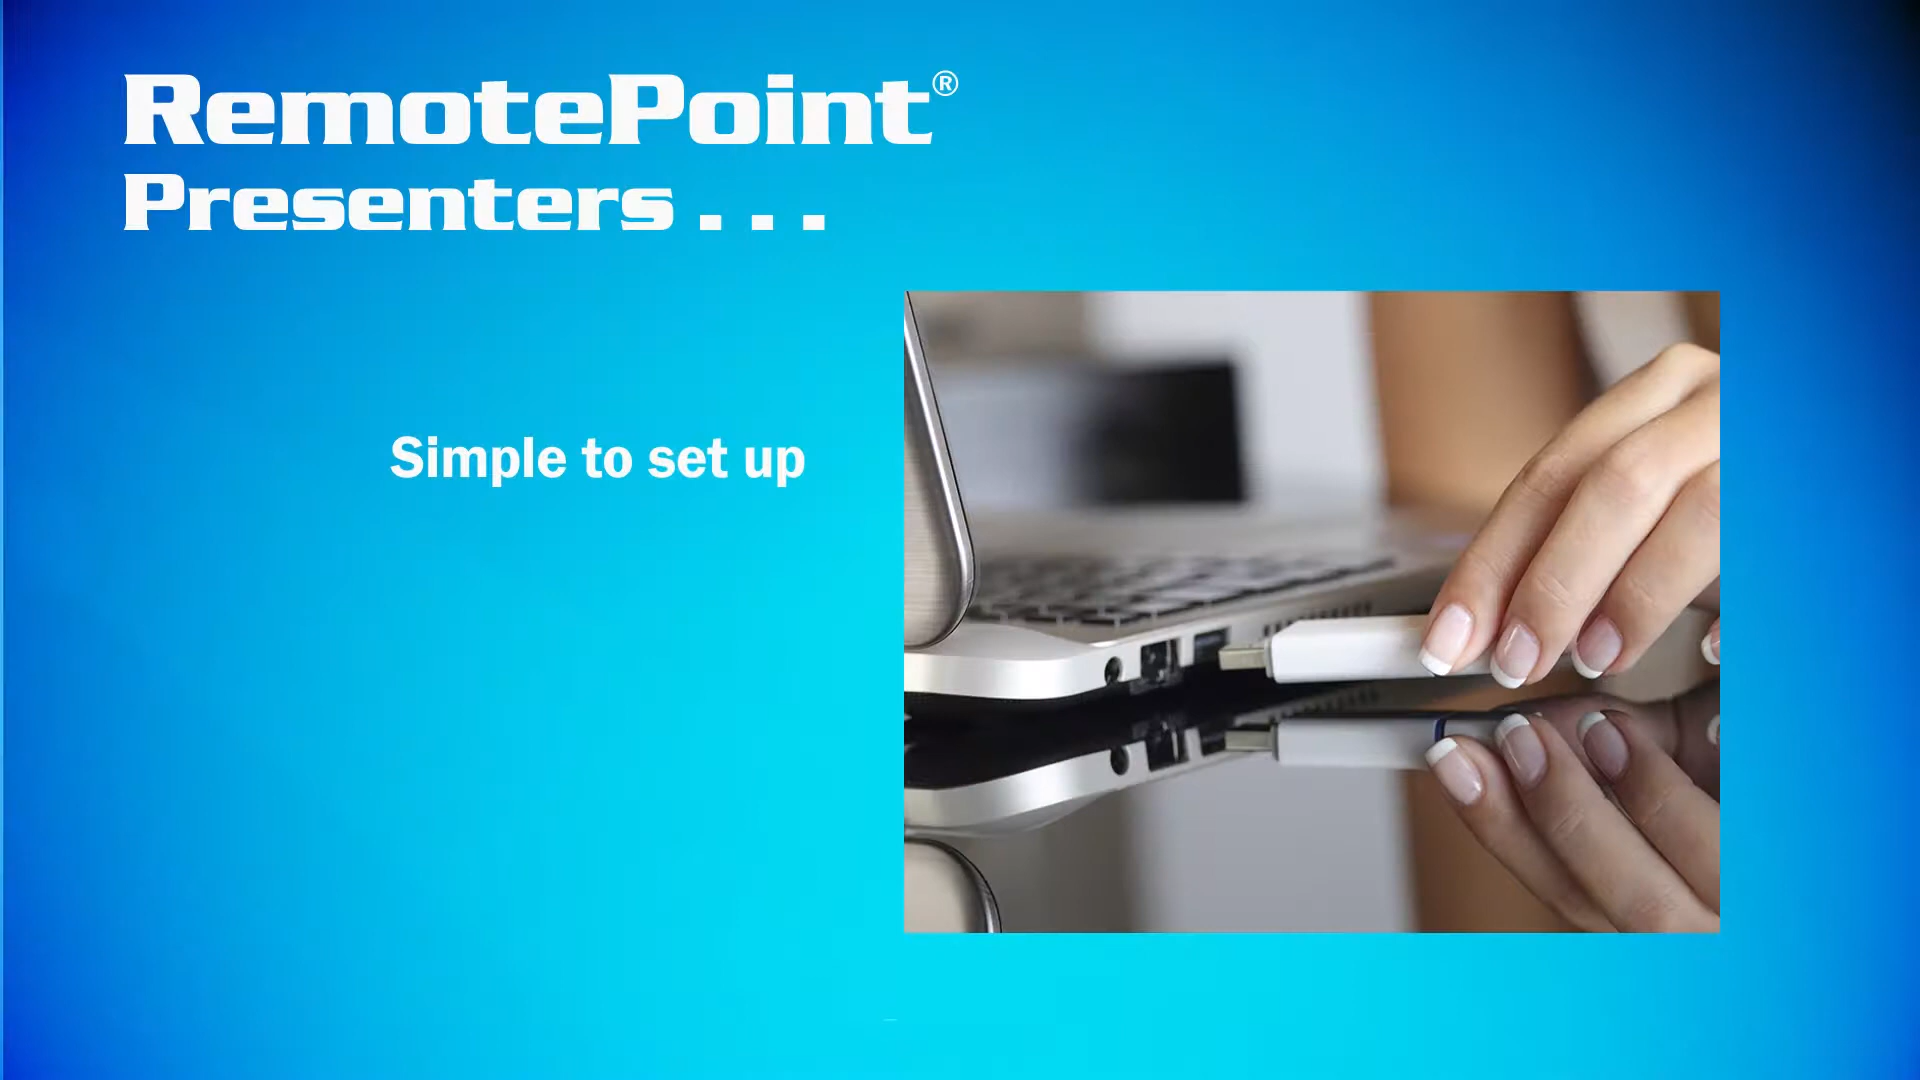 RemotePoint®
Presenters . . .
Simple to set up